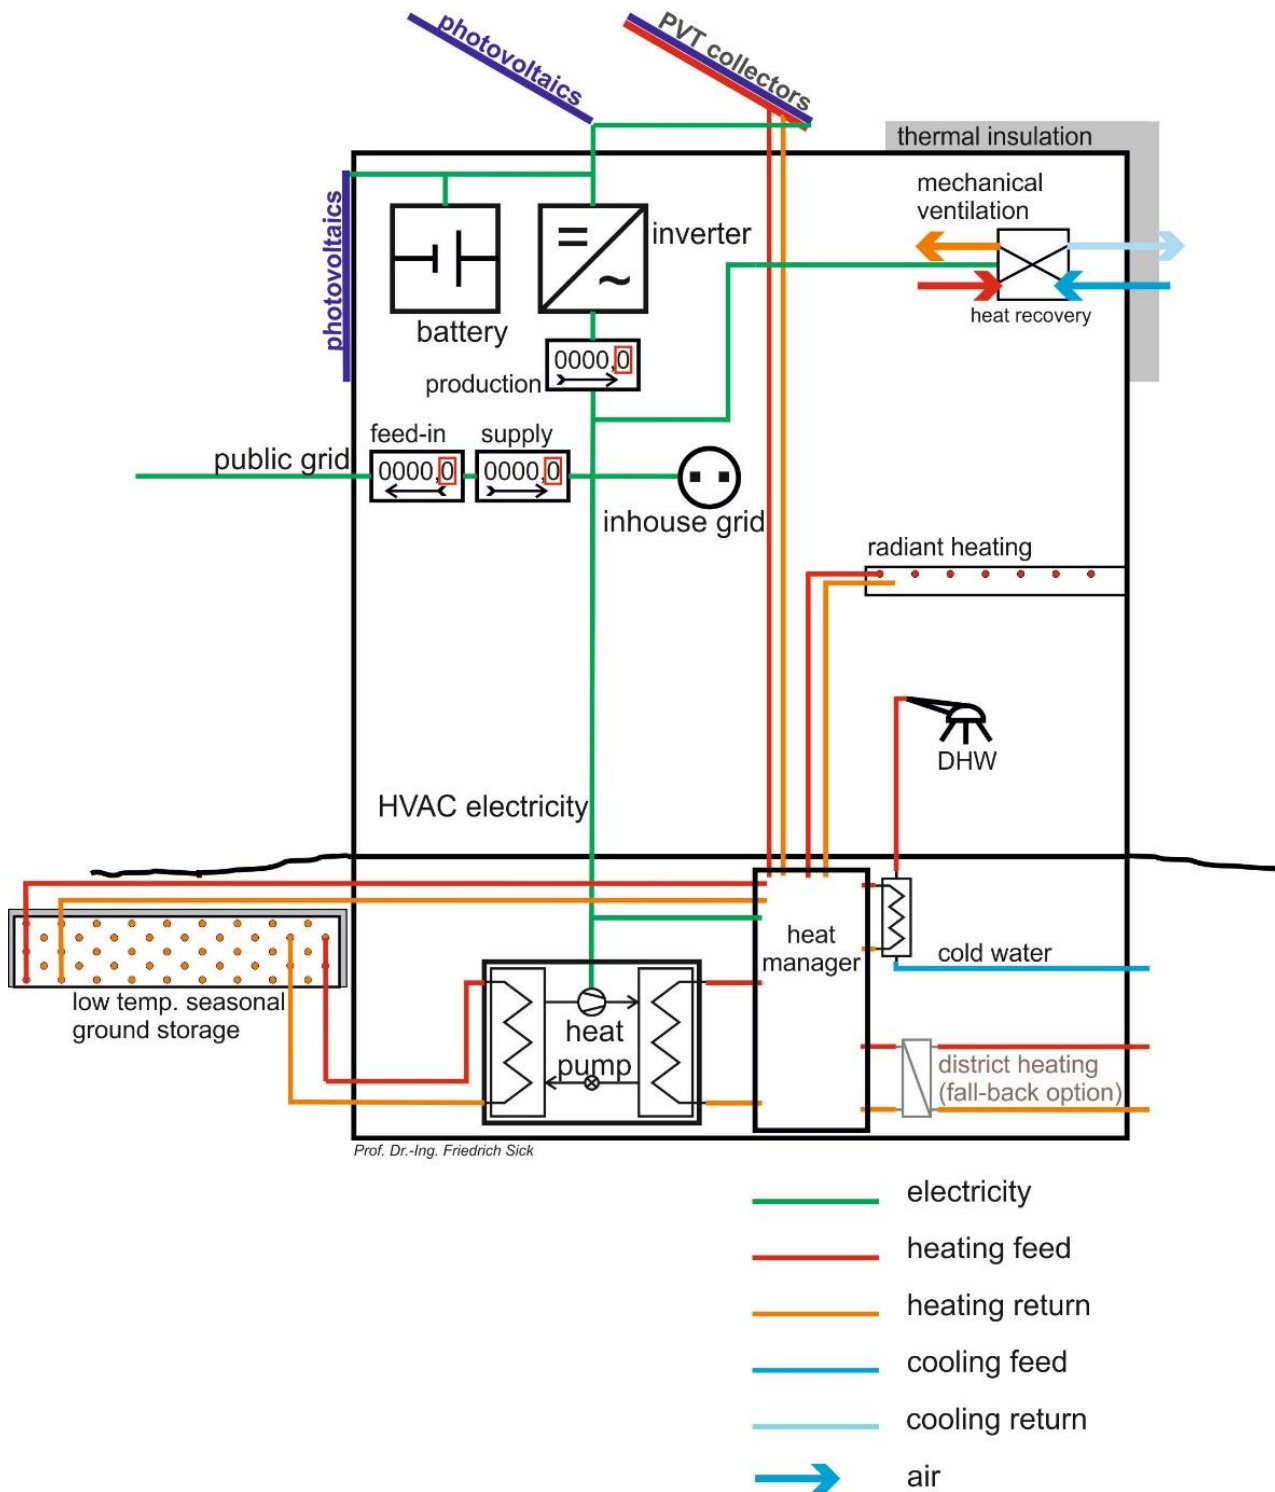 photovoltaics
PVT collectors
thermal insulation
mechanical
ventilation
photovoltaics
inverter
battery
heat recovery
0000,0
production
feed-in
supply
public grid
0000,0
0000,0
inhouse grid
radiant heating
DHW
HVAC electricity
heat
manager
cold water
low temp. seasonal
ground storage
heat
pump
district heating
(fall-back option)
Prof. Dr.-Ing. Friedrich Sick
electricity
heating feed
heating return
cooling feed
cooling return
air